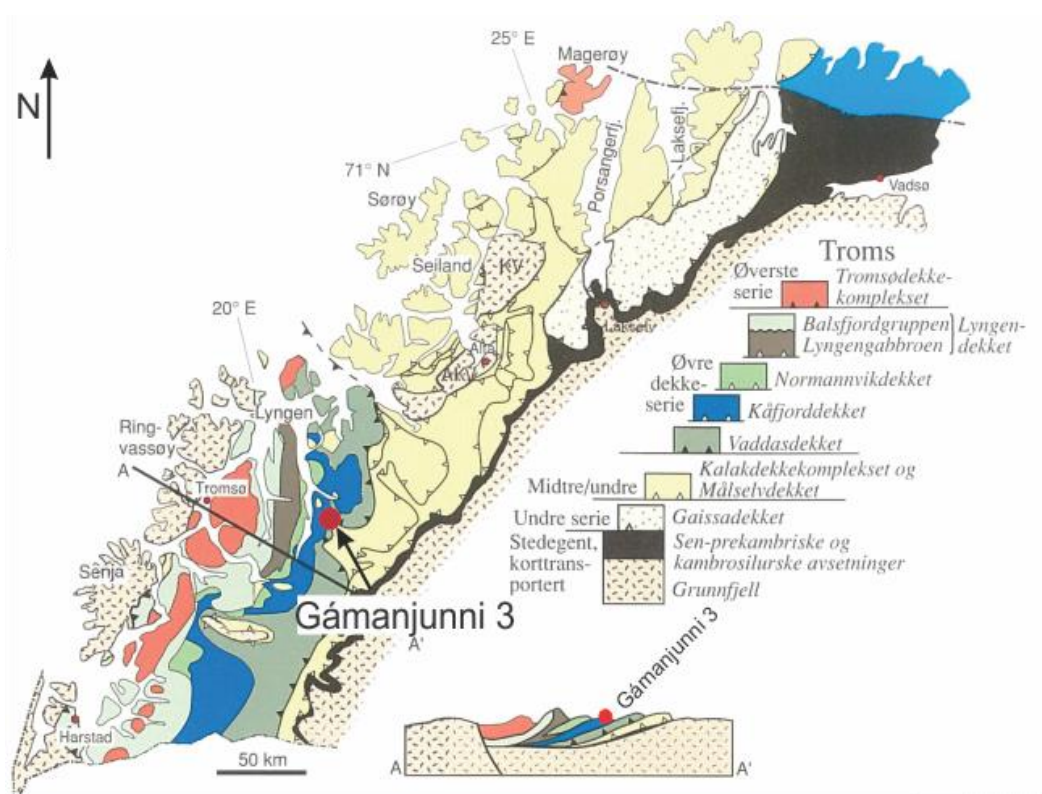 N
25° E
Magerøy
71° N
Porsangerfj.
Laksefj.
Sørøy
Vadsø
Seiland
KV
Laksølv
Alta
AKV
20° E
Lyngen
Ring-
vassøy
A
Tromsø
Senja
Harstad
Gámanjunni 3
A'
50 km
Troms
Øverste
serie
Tromsødekke-
komplekset
Balsfjordgruppen
Lyngengabbroen
Lyngen-
dekket
Øvre
dekke-
serie
Normannvikdekket
Kåfjorddekket
Vaddasdekket
Midtre/undre
Kalakdekkekomplekset og
Målselvdekket
Undre serie
Gaissadekket
Stedegent,
korttrans-
portert
Sen-prekambriske og
kambrosilurske avsetninger
Grunnfjell
Gámanjunni 3
A
A'